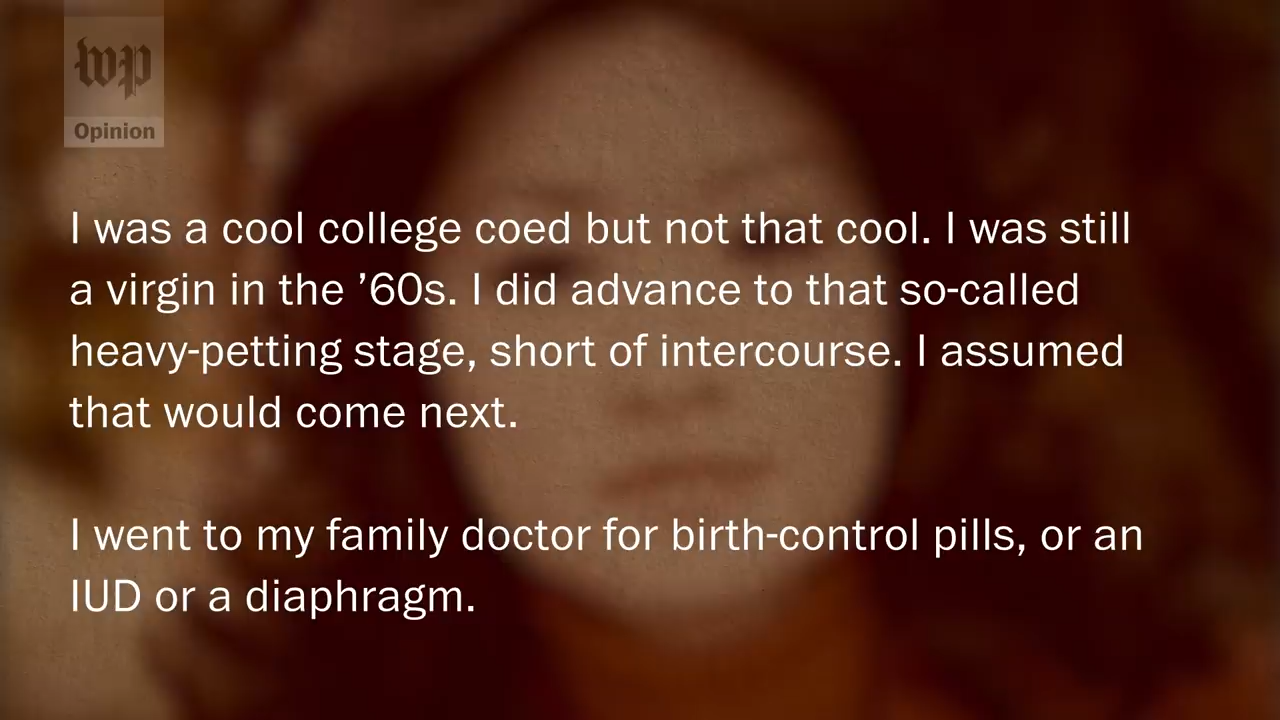 wp
Opinion
I was a cool college coed but not that cool. I was still
a virgin in the ’60s. I did advance to that so-called
heavy-petting stage, short of intercourse. I assumed
that would come next.
I went to my family doctor for birth-control pills, or an
IUD or a diaphragm.